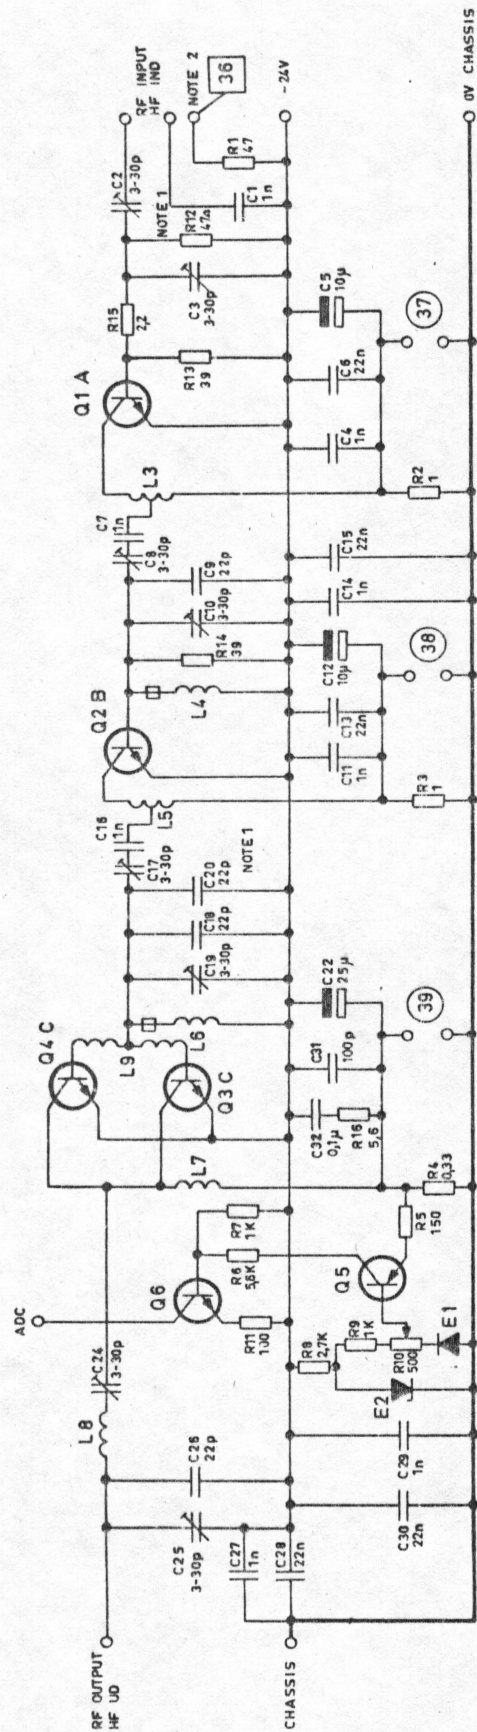 RF OUTPUT
HF UD
CHASSIS
ADC
L8
C24
3-30p
C25
3-30p
C26
22p
C27
1n
C28
22n
C30
22n
C29
1n
Q6
R11
100
R6
5,6K
R7
1K
R8
2,7K
R9
1K
R10
500
E2
E1
Q5
R5
150
R4
0,33
L7
Q4 C
Q3 C
L9
L6
C32
0,1µ
R16
5,6
C31
100p
C22
25µ
39
C19
3-30p
C18
22p
C20
22p
NOTE 1
C17
3-30p
C16
1n
L5
Q2 B
L4
R14
39
C10
3-30p
C9
22p
C11
1n
C13
22n
C12
10µ
R3
1
38
C14
1n
C15
22n
C8
3-30p
C7
1n
L3
Q1 A
R13
39
R15
2,2
C3
3-30p
R12
47Ω
NOTE 1
C2
3-30p
C1
1n
R1
47
C4
1n
C6
22n
C5
10µ
R2
1
37
RF INPUT
HF IND
NOTE 2
36
-24V
0V CHASSIS